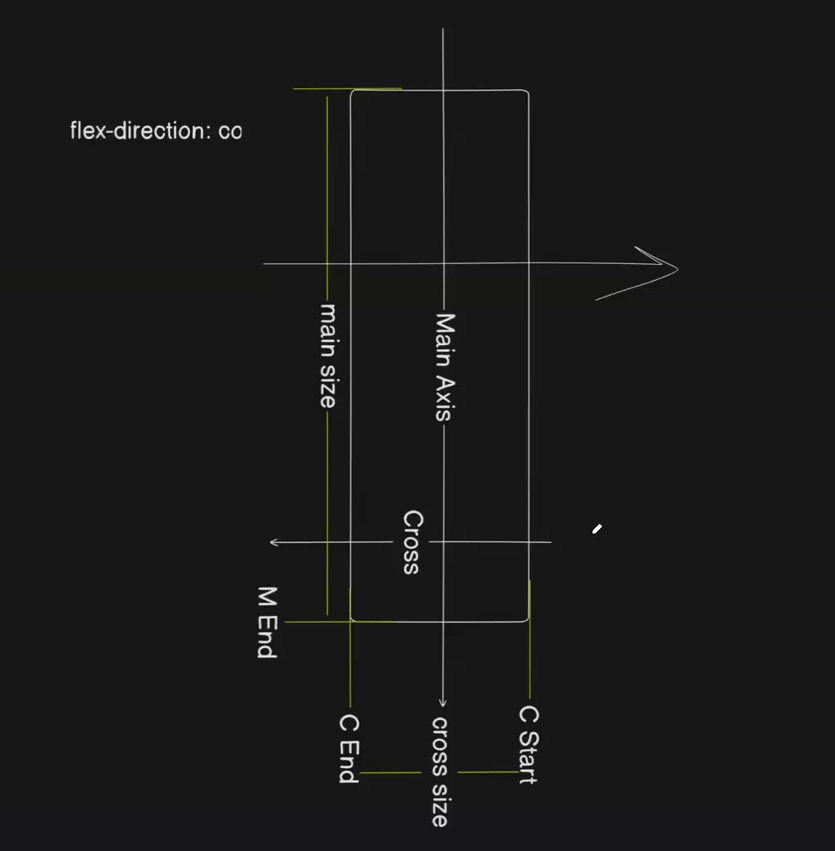 flex-direction: co
main size
Main Axis
Cross
M End
C End
cross size
C Start